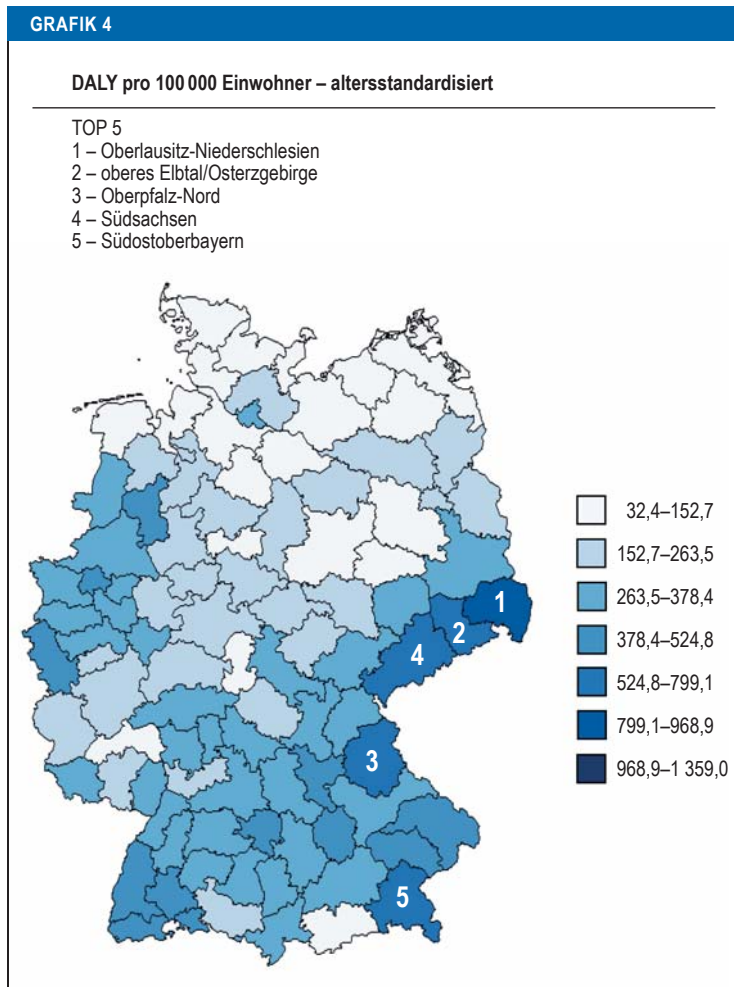 GRAFIK 4
DALY pro 100 000 Einwohner – altersstandardisiert
TOP 5
1 – Oberlausitz-Niederschlesien
2 – oberes Elbtal/Osterzgebirge
3 – Oberpfalz-Nord
4 – Südsachsen
5 – Südostoberbayern
32,4–152,7
152,7–263,5
263,5–378,4
378,4–524,8
524,8–799,1
799,1–968,9
968,9–1 359,0
1
2
4
3
5